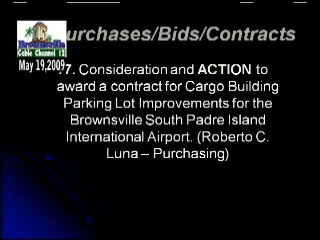 urchases/Bids/Contracts
Brownsville
Cable Channel 12
May 19,2009
7. Consideration and ACTION to
award a contract for Cargo Building
Parking Lot Improvements for the
Brownsville South Padre Island
International Airport. (Roberto C.
Luna – Purchasing)